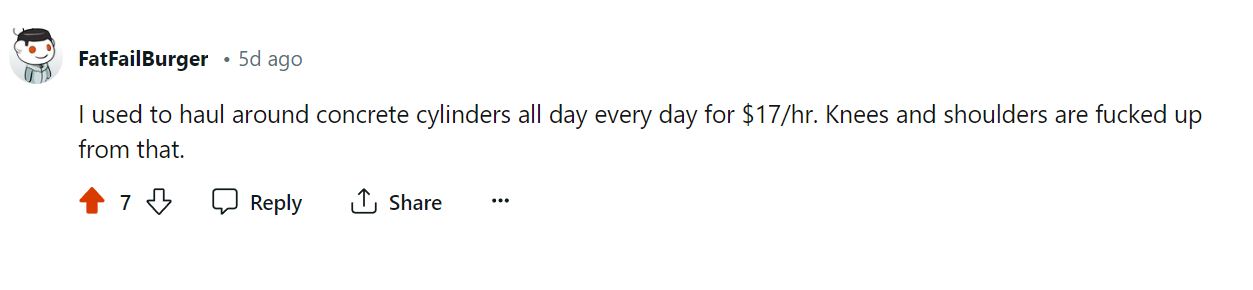 FatFailBurger • 5d ago
I used to haul around concrete cylinders all day every day for $17/hr. Knees and shoulders are fucked up
from that.
7 Reply Share ...